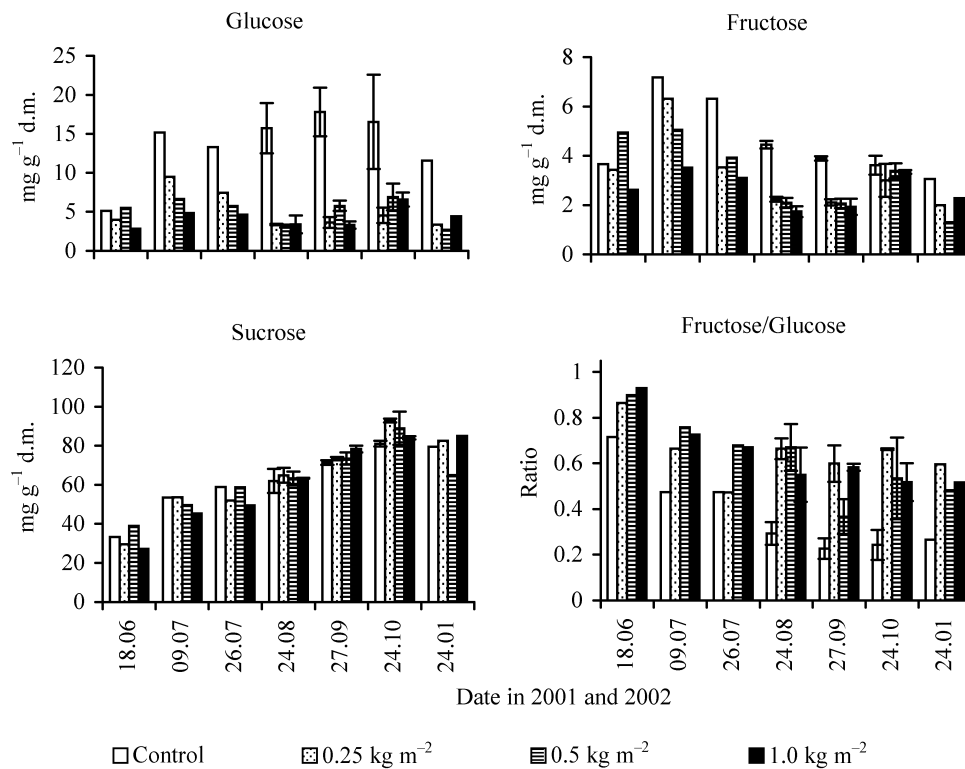 Glucose
25
20
15
10
5
0
mg g⁻¹ d.m.
Fructose
8
6
4
2
0
mg g⁻¹ d.m.
Sucrose
120
100
80
60
40
20
0
mg g⁻¹ d.m.
18.06 09.07 26.07 24.08 27.09 24.10 24.01
Fructose/Glucose
1
0.8
0.6
0.4
0.2
0
Ratio
18.06 09.07 26.07 24.08 27.09 24.10 24.01
Date in 2001 and 2002
Control 0.25 kg m⁻² 0.5 kg m⁻² 1.0 kg m⁻²